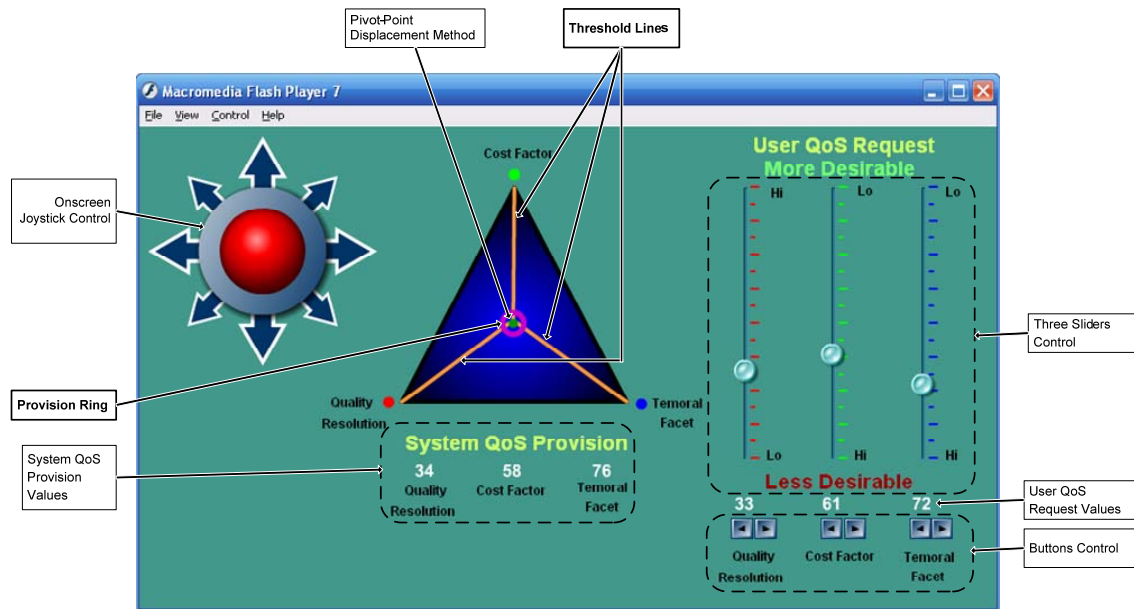 Pivot-Point
Displacement Method
Threshold Lines
Macromedia Flash Player 7
File View Control Help
Onscreen
Joystick Control
Cost Factor
User QoS Request
More Desirable
Hi
Lo
Lo
Three Sliders
Control
Provision Ring
Quality
Resolution
Temoral
Facet
System QoS
Provision
Values
System QoS Provision
34
58
76
Quality
Resolution
Cost Factor
Temoral
Facet
Lo
Hi
Hi
Less Desirable
33
61
72
User QoS
Request Values
Buttons Control
Quality
Resolution
Cost Factor
Temoral
Facet